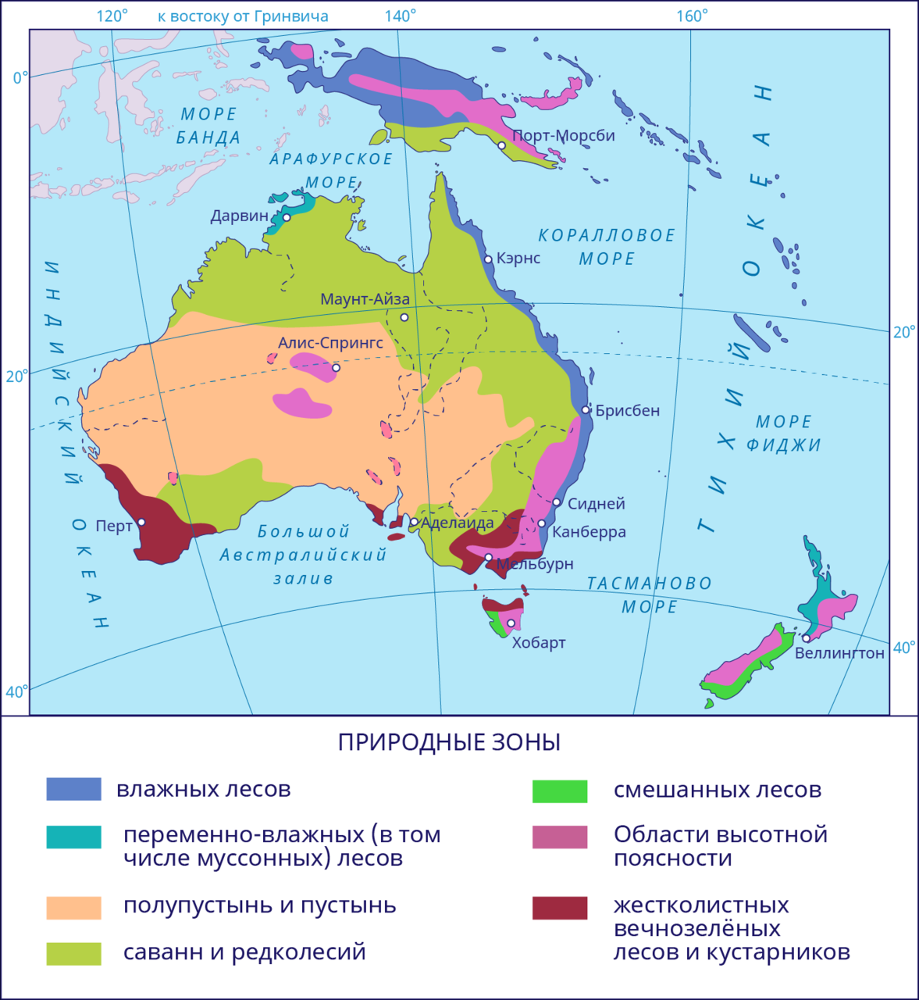 120° к востоку от Гринвича 140° 160°
0°
МОРЕ
БАНДА
АРАФУРСКОЕ
МОРЕ
Порт-Морсби
Дарвин
Кэрнс
КОРАЛЛОВОЕ
МОРЕ
Маунт-Айза
Алис-Спрингс
20°
20°
Брисбен
МОРЕ
ФИДЖИ
ТИХИЙ ОКЕАН
ИНДИЙСКИЙ ОКЕАН
Сидней
Перт
Аделаида
Канберра
Большой
Австралийский
залив
Мельбурн
ТАСМАНОВО
МОРЕ
Хобарт
Веллингтон
40°
40°
ПРИРОДНЫЕ ЗОНЫ
влажных лесов
переменно-влажных (в том
числе муссонных) лесов
полупустынь и пустынь
саванн и редколесий
смешанных лесов
Области высотной
поясности
жестколистных
вечнозелёных
лесов и кустарников